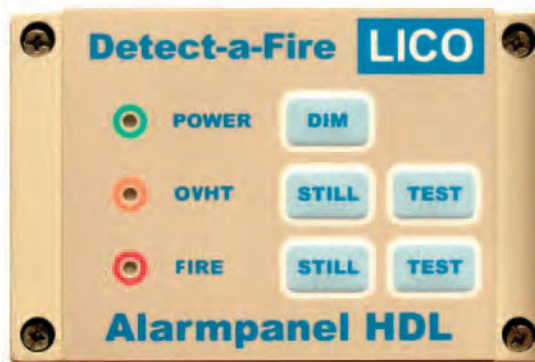 Detect-a-Fire LICO
POWER DIM
OVHT STILL TEST
FIRE STILL TEST
Alarmpanel HDL